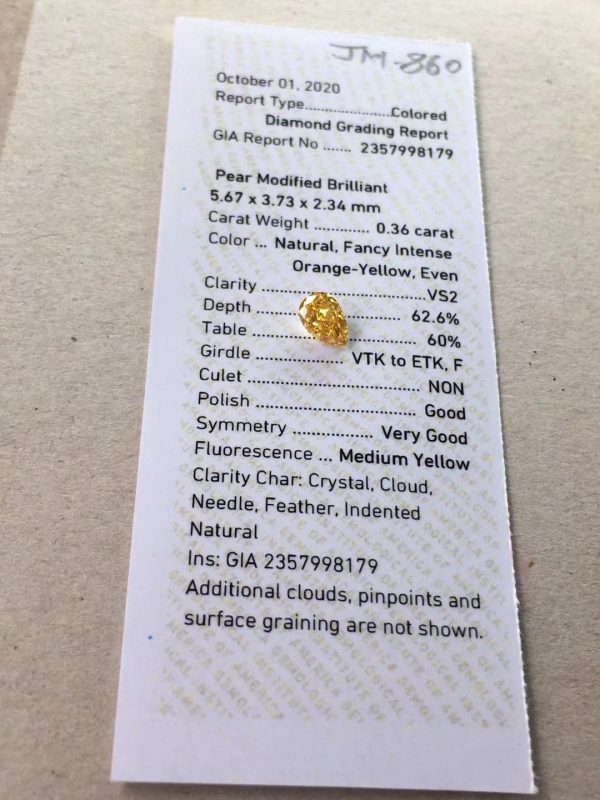 JM-860
October 01, 2020
Report Type......................Colored
Diamond Grading Report
GIA Report No ....... 2357998179
Pear Modified Brilliant
5.67 x 3.73 x 2.34 mm
Carat Weight ............. 0.36 carat
Color ... Natural, Fancy Intense
Orange-Yellow, Even
Clarity ..........................................VS2
Depth ............................. 62.6%
Table ............................... 60%
Girdle .................... VTK to ETK, F
Culet ........................................ NON
Polish ..................................... Good
Symmetry .................. Very Good
Fluorescence ... Medium Yellow
Clarity Char: Crystal, Cloud,
Needle, Feather, Indented
Natural
Ins: GIA 2357998179
Additional clouds, pinpoints and
surface graining are not shown.